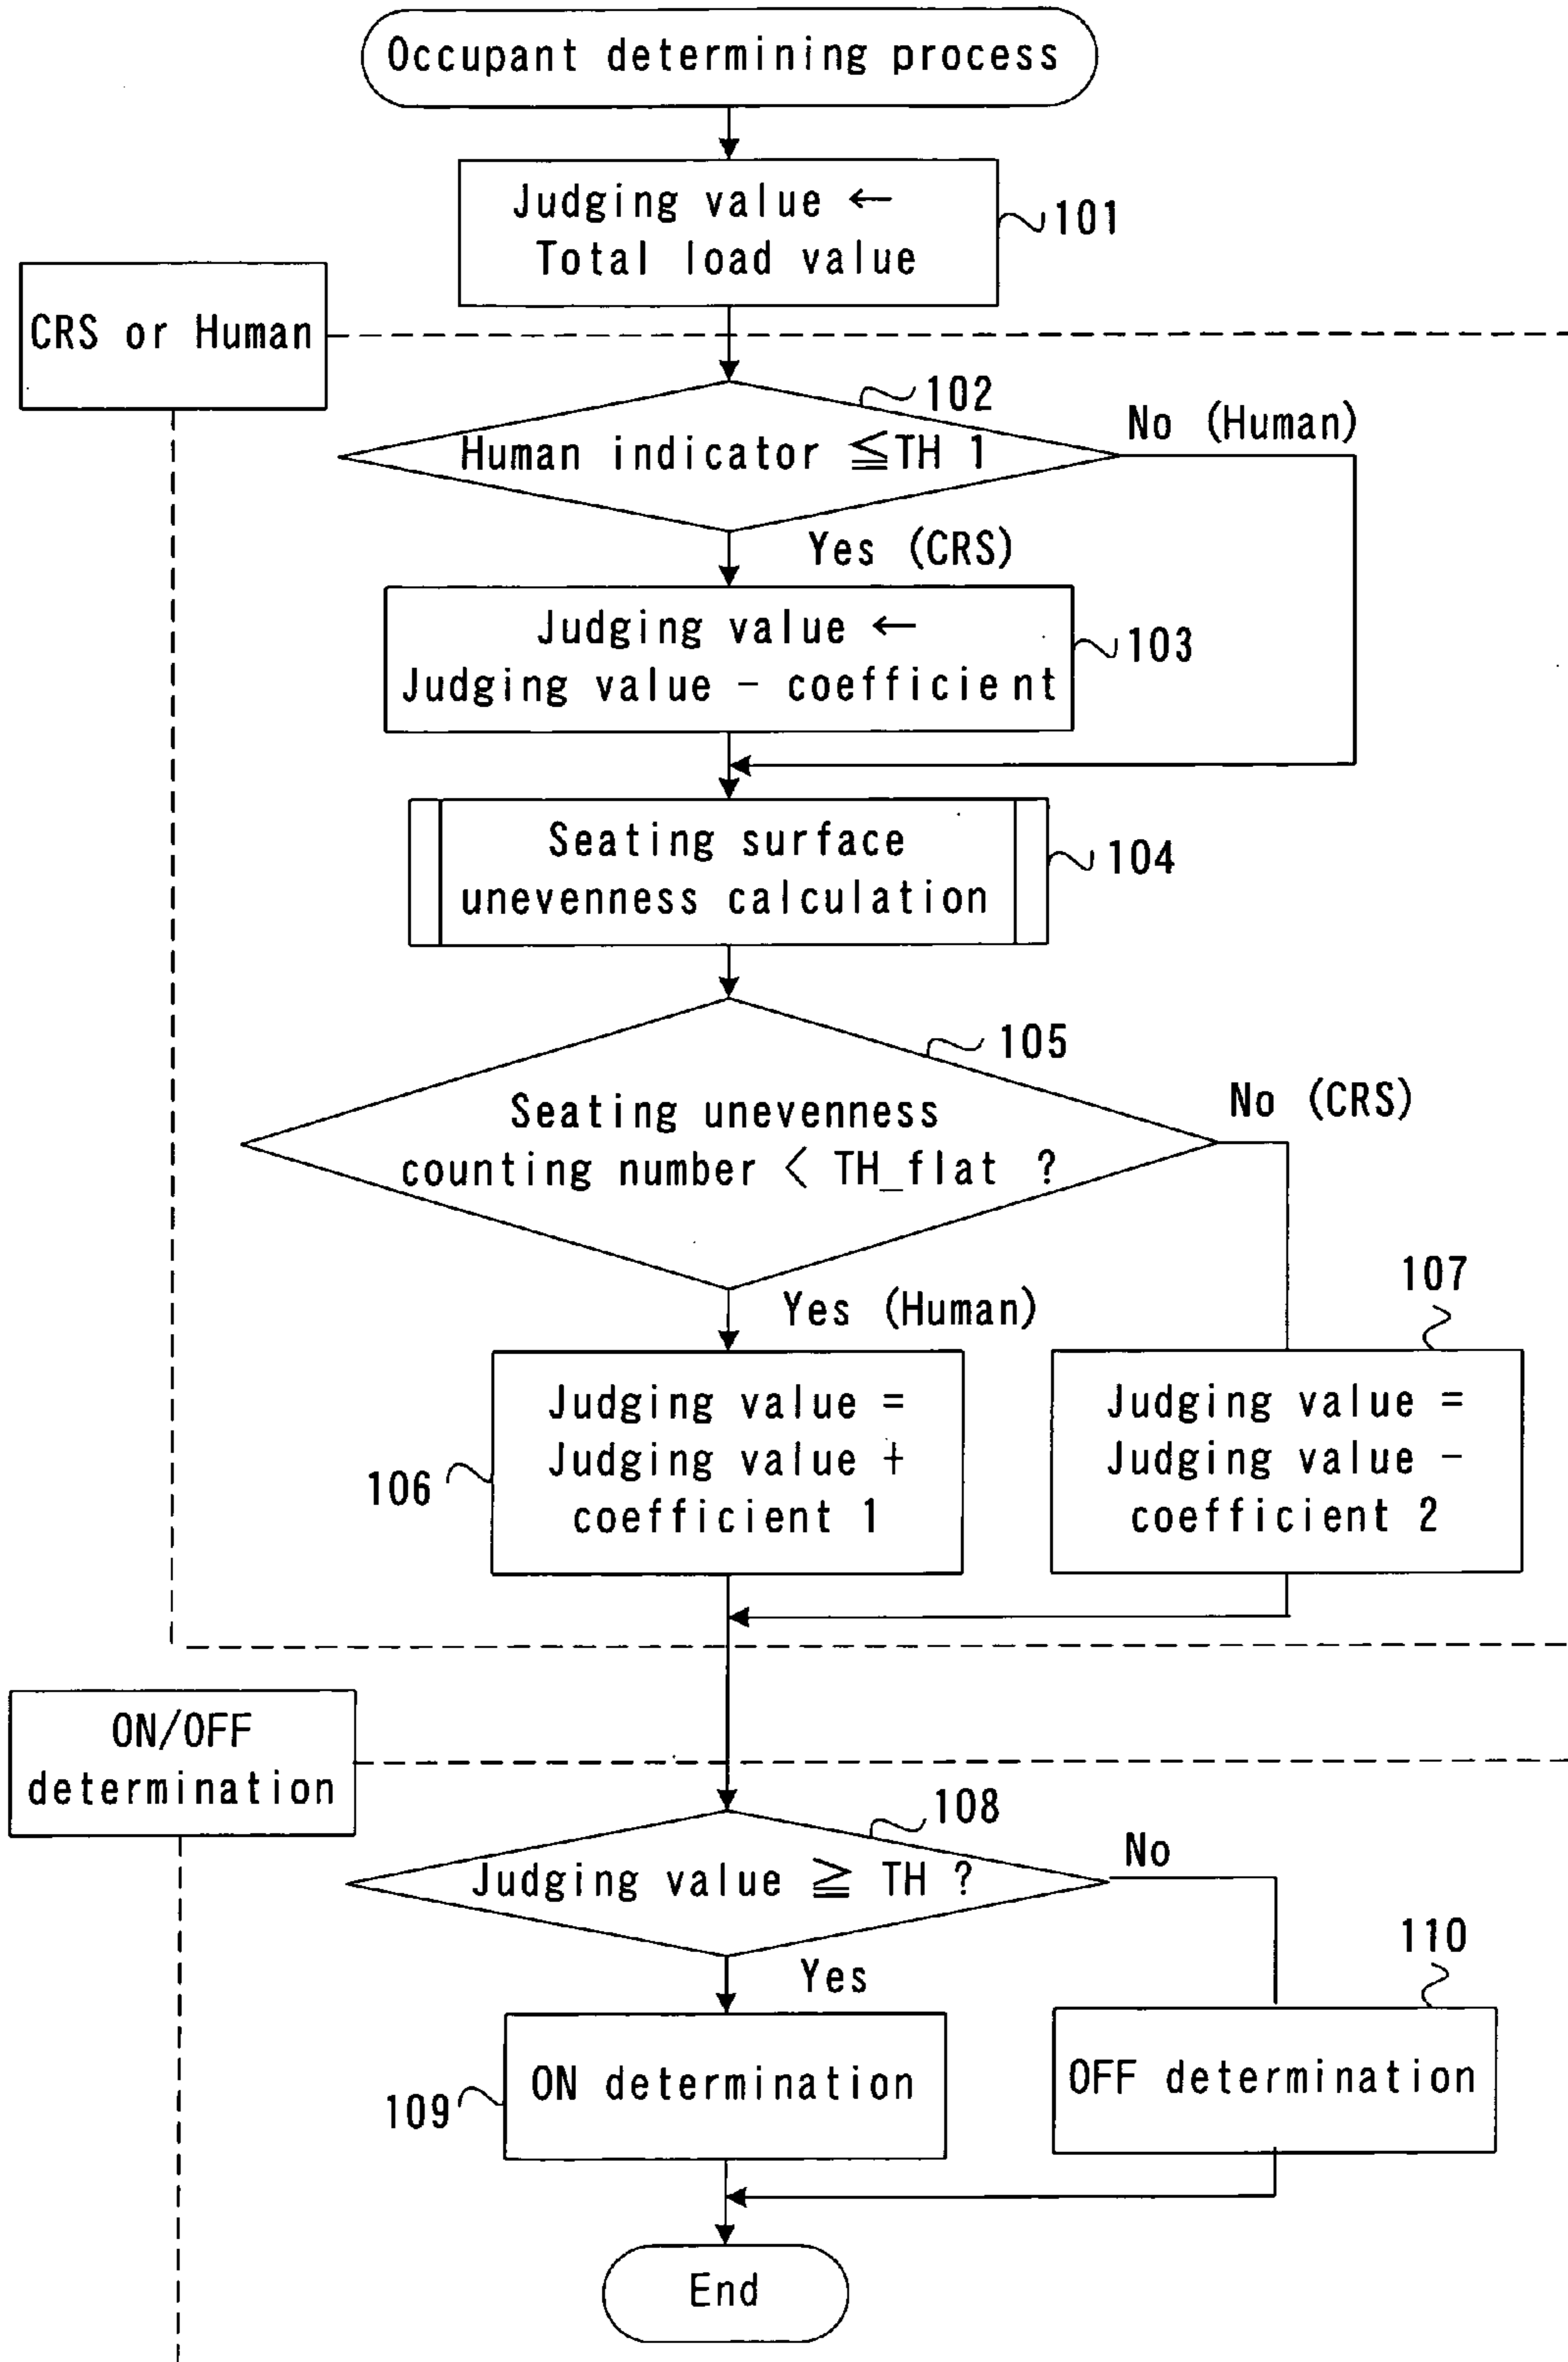 Occupant determining process
Judging value ←
Total load value
101
CRS or Human
102
Human indicator ≦TH 1
No (Human)
Yes (CRS)
Judging value ←
Judging value - coefficient
103
Seating surface
unevenness calculation
104
105
Seating unevenness
counting number < TH_flat ?
No (CRS)
Yes (Human)
107
Judging value =
Judging value +
coefficient 1
106
Judging value =
Judging value -
coefficient 2
ON/OFF
determination
108
Judging value ≧ TH ?
No
Yes
110
ON determination
109
OFF determination
End